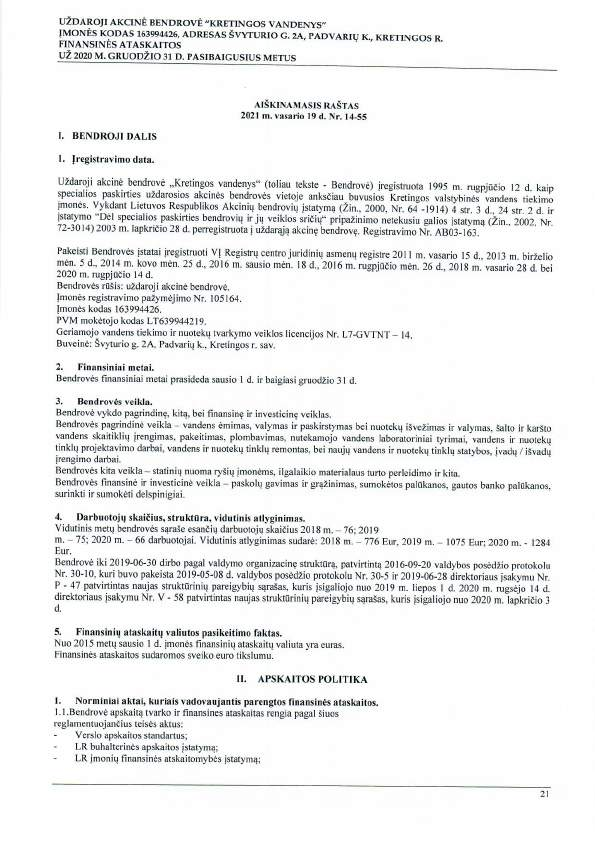 UŽDAROJI AKCINĖ BENDROVĖ "KRETINGOS VANDENYS"
ĮMONĖS KODAS 163994426, ADRESAS ŠVYTURIO G. 2A, PADVARIŲ K., KRETINGOS R.
FINANSINĖS ATASKAITOS
UŽ 2020 M. GRUODŽIO 31 D. PASIBAIGUSIUS METUS
AIŠKINAMASIS RAŠTAS
2021 m. vasario 19 d. Nr. 14-55
I. BENDROJI DALIS
1. Įregistravimo data.
Uždaroji akcinė bendrovė „Kretingos vandenys" (toliau tekste - Bendrovė) įregistruota 1995 m. rugpjūčio 12 d. kaip
specialios paskirties uždarosios akcinės bendrovės vietoje anksčiau buvusios Kretingos valstybinės vandens tiekimo
įmonės. Vykdant Lietuvos Respublikos Akcinių bendrovių įstatymą (Žin., 2000, Nr. 64 -1914) 4 str. 3 d., 24 str. 2 d. ir
įstatymo "Dėl specialios paskirties bendrovių ir jų veiklos sričių" pripažinimo netekusiu galios įstatymą (Žin., 2002, Nr.
72-3014) 2003 m. lapkričio 28 d. perregistruota į uždarąją akcinę bendrovę. Registravimo Nr. AB03-163.
Pakeisti Bendrovės įstatai įregistruoti VĮ Registrų centro juridinių asmenų registre 2011 m. vasario 15 d., 2013 m. birželio
mėn. 5 d., 2014 m. kovo mėn. 25 d., 2016 m. sausio mėn. 18 d., 2016 m. rugpjūčio mėn. 26 d., 2018 m. vasario 28 d. bei
2020 m. rugpjūčio 14 d.
Bendrovės rūšis: uždaroji akcinė bendrovė.
Įmonės registravimo pažymėjimo Nr. 105164.
Įmonės kodas 163994426.
PVM mokėtojo kodas LT639944219.
Geriamojo vandens tiekimo ir nuotekų tvarkymo veiklos licencijos Nr. L7-GVTNT – 14.
Buveinė: Švyturio g. 2A, Padvarių k., Kretingos r. sav.
2. Finansiniai metai.
Bendrovės finansiniai metai prasideda sausio 1 d. ir baigiasi gruodžio 31 d.
3. Bendrovės veikla.
Bendrovė vykdo pagrindinę, kitą, bei finansinę ir investicinę veiklas.
Bendrovės pagrindinė veikla – vandens ėmimas, valymas ir paskirstymas bei nuotekų išvežimas ir valymas, šalto ir karšto
vandens skaitiklių įrengimas, pakeitimas, plombavimas, nutekamojo vandens laboratoriniai tyrimai, vandens ir nuotekų
tinklų projektavimo darbai, vandens ir nuotekų tinklų remontas, bei naujų vandens ir nuotekų tinklų statybos, įvadų / išvadų
įrengimo darbai.
Bendrovės kita veikla – statinių nuoma ryšių įmonėms, ilgalaikio materialaus turto perleidimo ir kita.
Bendrovės finansinė ir investicinė veikla – paskolų gavimas ir grąžinimas, sumokėtos palūkanos, gautos banko palūkanos,
surinkti ir sumokėti delspinigiai.
4. Darbuotojų skaičius, struktūra, vidutinis atlyginimas.
Vidutinis metų bendrovės sąraše esančių darbuotojų skaičius 2018 m. – 76; 2019
m. – 75; 2020 m. – 66 darbuotojai. Vidutinis atlyginimas sudarė: 2018 m. – 776 Eur, 2019 m. – 1075 Eur; 2020 m. - 1284
Eur.
Bendrovė iki 2019-06-30 dirbo pagal valdymo organizacinę struktūrą, patvirtintą 2016-09-20 valdybos posėdžio protokolu
Nr. 30-10, kuri buvo pakeista 2019-05-08 d. valdybos posėdžio protokolu Nr. 30-5 ir 2019-06-28 direktoriaus įsakymu Nr.
P - 47 patvirtintas naujas struktūrinių pareigybių sąrašas, kuris įsigaliojo nuo 2019 m. liepos 1 d. 2020 m. rugsėjo 14 d.
direktoriaus įsakymu Nr. V - 58 patvirtintas naujas struktūrinių pareigybių sąrašas, kuris įsigaliojo nuo 2020 m. lapkričio 3
d.
5. Finansinių ataskaitų valiutos pasikeitimo faktas.
Nuo 2015 metų sausio 1 d. įmonės finansinių ataskaitų valiuta yra euras.
Finansinės ataskaitos sudaromos sveiko euro tikslumu.
II. APSKAITOS POLITIKA
1. Norminiai aktai, kuriais vadovaujantis parengtos finansinės ataskaitos.
1.1.Bendrovė apskaitą tvarko ir finansines ataskaitas rengia pagal šiuos
reglamentuojančius teisės aktus:
- Verslo apskaitos standartus;
- LR buhalterinės apskaitos įstatymą;
- LR įmonių finansinės atskaitomybės įstatymą;
21